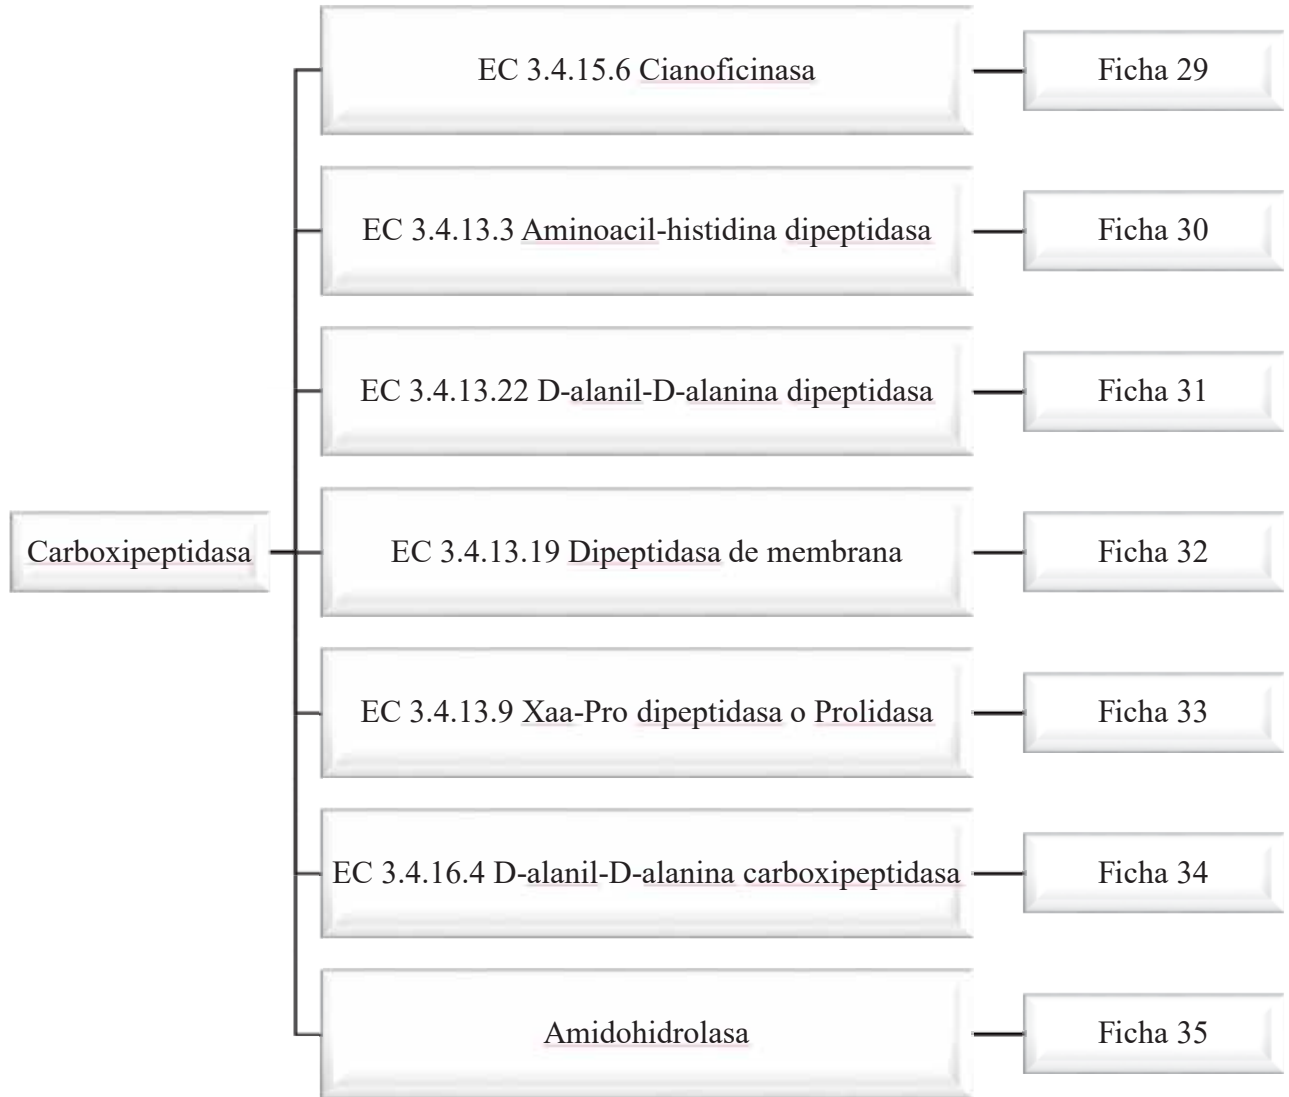 EC 3.4.15.6 Cianoficinasa
Ficha 29
EC 3.4.13.3 Aminoacil-histidina dipeptidasa
Ficha 30
EC 3.4.13.22 D-alanil-D-alanina dipeptidasa
Ficha 31
Carboxipeptidasa
EC 3.4.13.19 Dipeptidasa de membrana
Ficha 32
EC 3.4.13.9 Xaa-Pro dipeptidasa o Prolidasa
Ficha 33
EC 3.4.16.4 D-alanil-D-alanina carboxipeptidasa
Ficha 34
Amidohidrolasa
Ficha 35